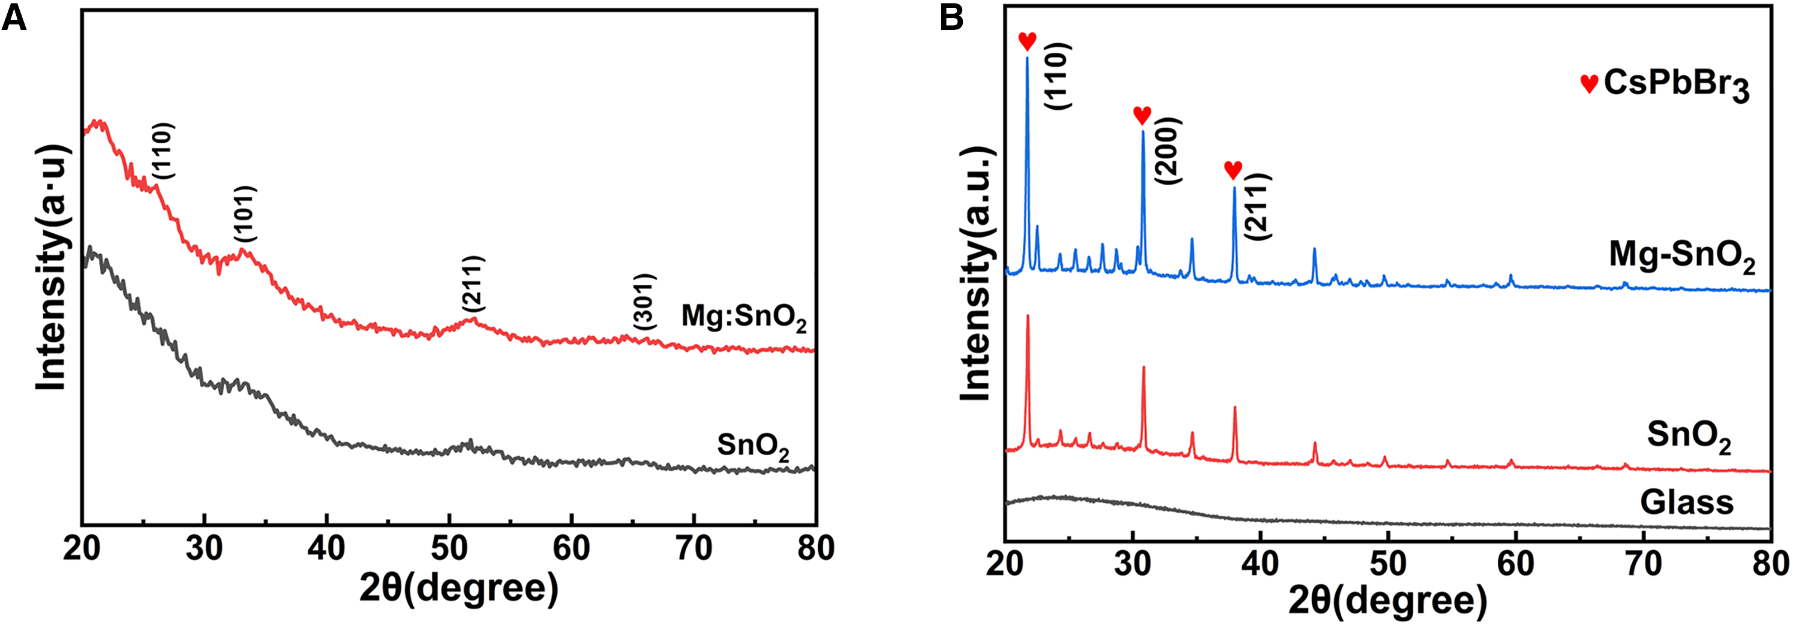 A
Intensity(a·u)
(110)
(101)
(211)
(301)
Mg:SnO2
SnO2
20 30 40 50 60 70 80
2θ(degree)
B
Intensity(a.u.)
♥
(110)
♥
(200)
♥
(211)
♥CsPbBr3
Mg-SnO2
SnO2
Glass
20 30 40 50 60 70 80
2θ(degree)